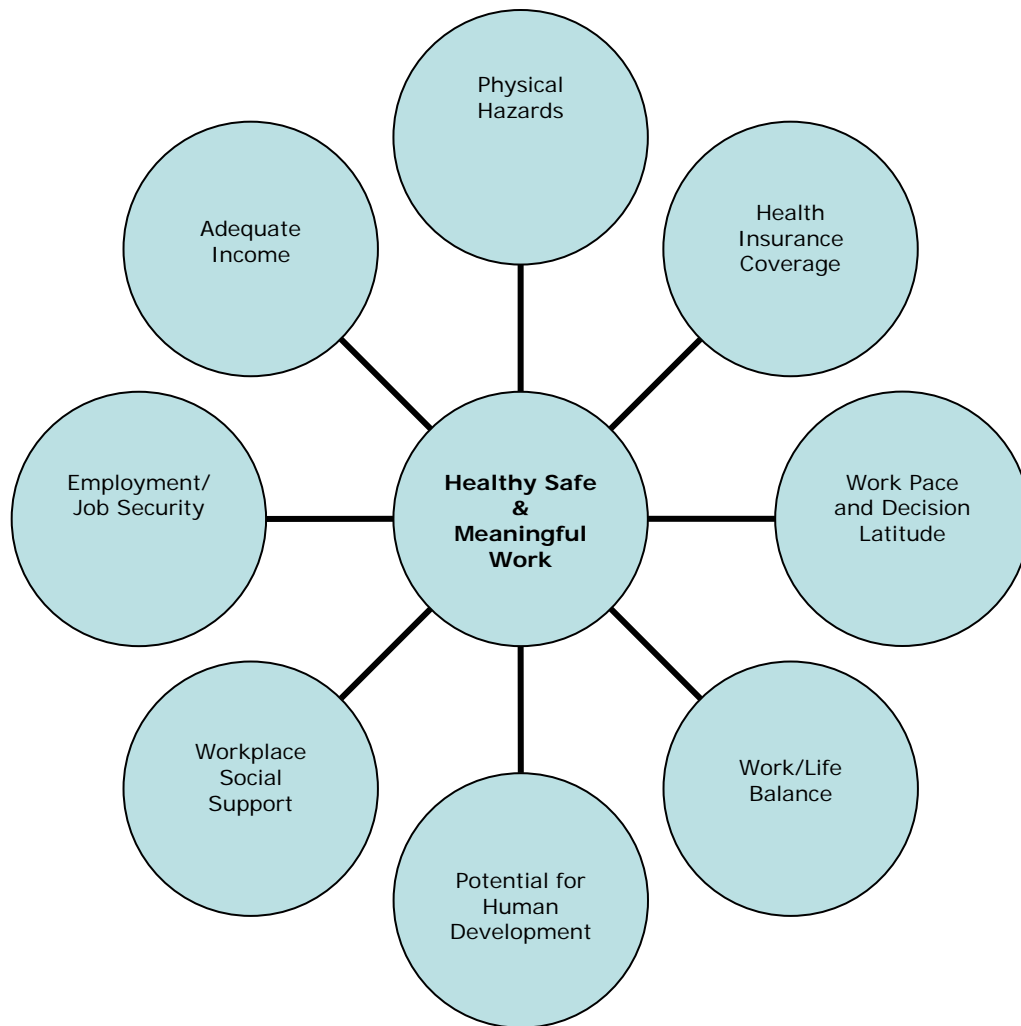 Physical
Hazards
Health
Insurance
Coverage
Adequate
Income
Employment/
Job Security
Healthy Safe
&
Meaningful
Work
Work Pace
and Decision
Latitude
Workplace
Social
Support
Work/Life
Balance
Potential for
Human
Development